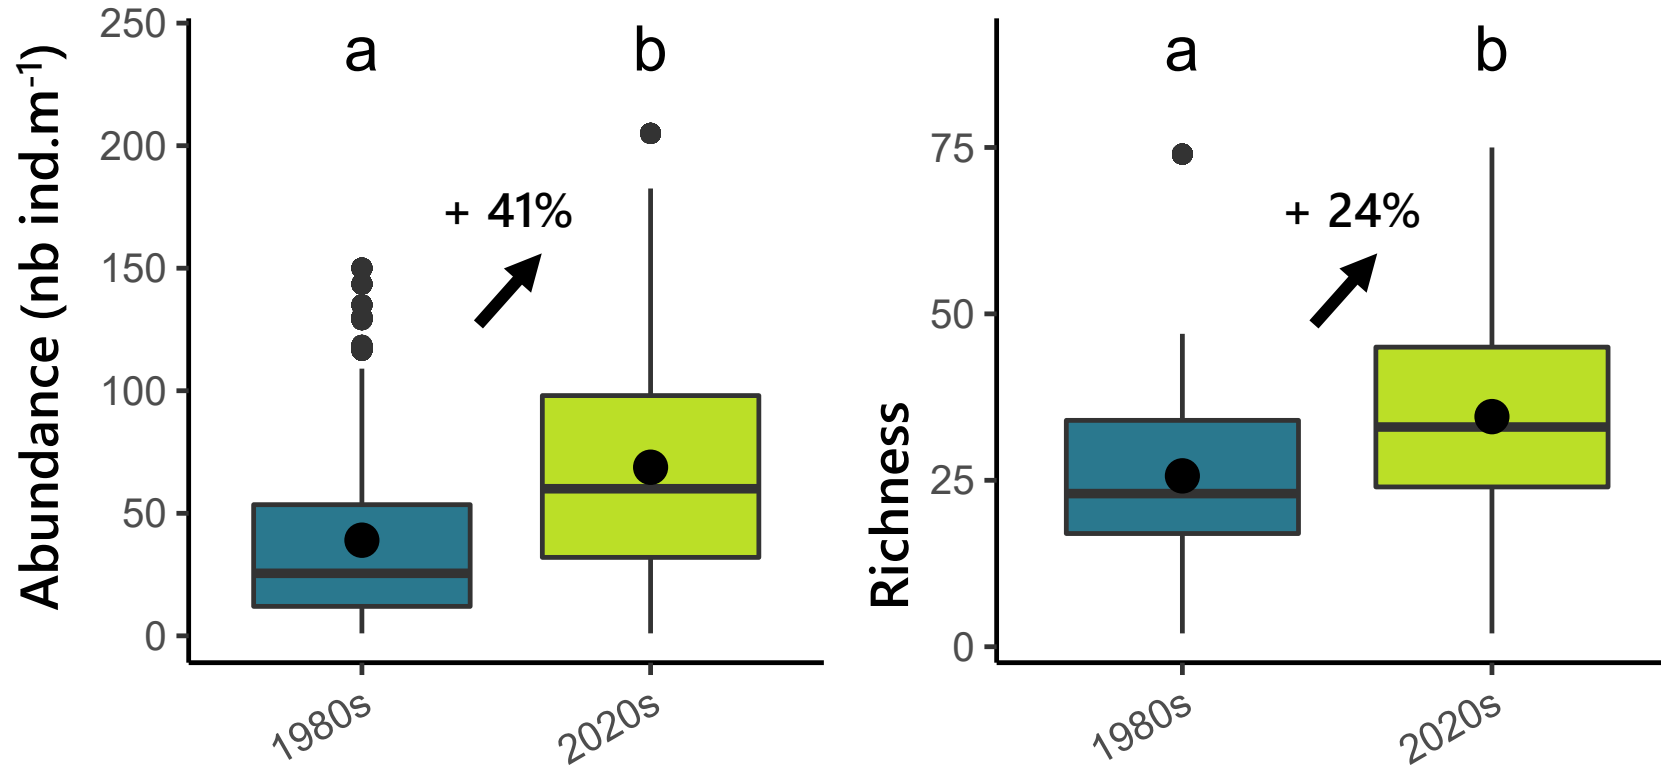 Abundance (nb ind.m⁻¹)
250
200
150
100
50
0
a
b
+ 41%
1980s
2020s
Richness
75
50
25
0
a
b
+ 24%
1980s
2020s